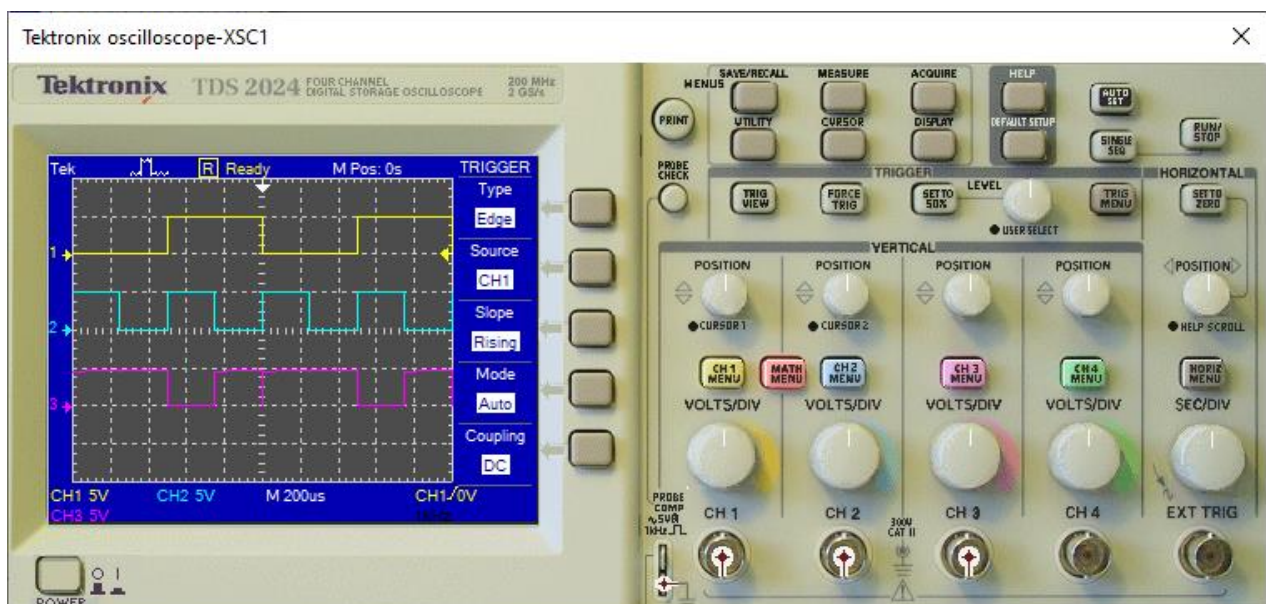 Tektronix oscilloscope-XSC1
Tektronix TDS 2024 FOUR CHANNEL DIGITAL STORAGE OSCILLOSCOPE 200 MHz 2 GS/s
Tek R Ready M Pos: 0s TRIGGER
Type
Edge
Source
CH1
Slope
Rising
Mode
Auto
Coupling
DC
1
2
3
CH1 5V CH2 5V M 200us CH1 0V
CH3 5V 1kHz
POWER
MENUS
SAVE/RECALL MEASURE ACQUIRE
UTILITY CURSOR DISPLAY
HELP
DEFAULT SETUP
AUTO SET
SINGLE SEQ
RUN/STOP
PRINT
PROBE CHECK
TRIGGER
TRIG VIEW
FORCE TRIG
SET TO 50%
LEVEL
USER SELECT
TRIG MENU
HORIZONTAL
SET TO ZERO
VERTICAL
POSITION POSITION POSITION POSITION POSITION
CURSOR 1 CURSOR 2 HELP SCROLL
CH 1 MENU
MATH MENU
CH 2 MENU
CH 3 MENU
CH 4 MENU
HORIZ MENU
VOLTS/DIV VOLTS/DIV VOLTS/DIV VOLTS/DIV SEC/DIV
PROBE COMP
~5V@
1kHz
CH 1 CH 2 CH 3 CH 4 EXT TRIG
300V
CAT II